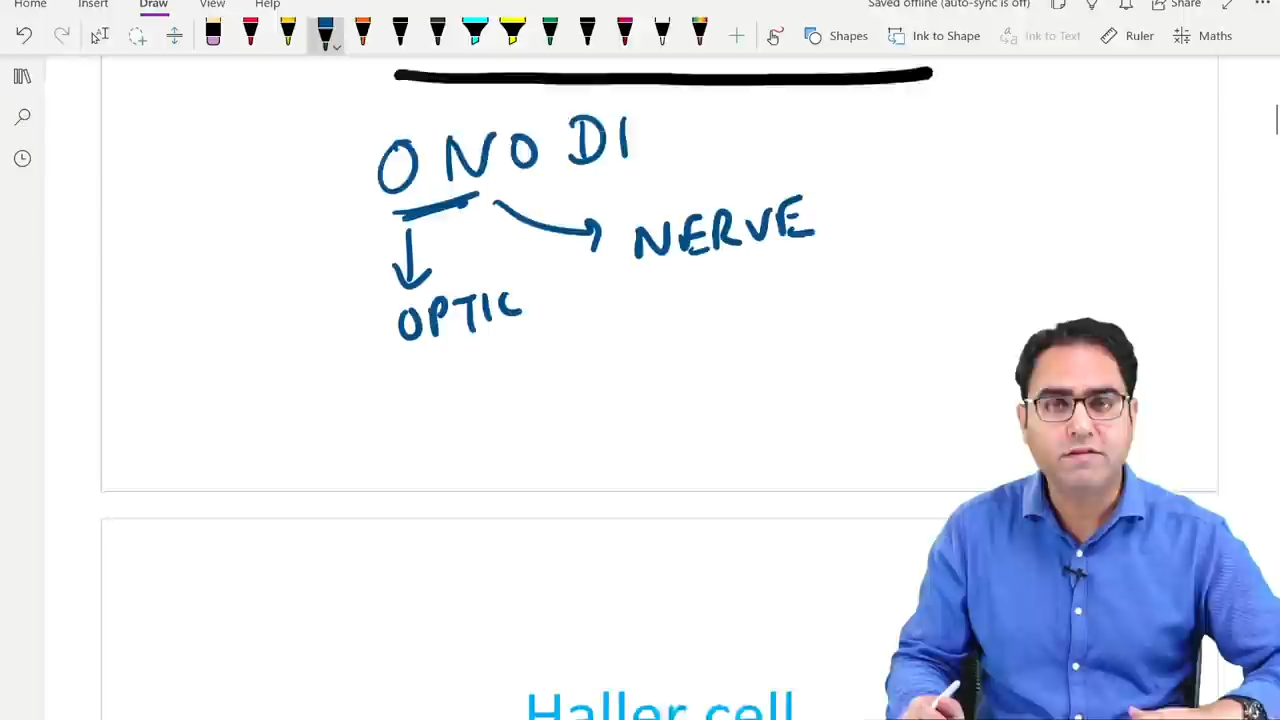 Home Insert Draw View Help Saved offline (auto-sync is off) Share
Shapes Ink to Shape Ink to Text Ruler Maths
ONODI
NERVE
OPTIC
Haller cell